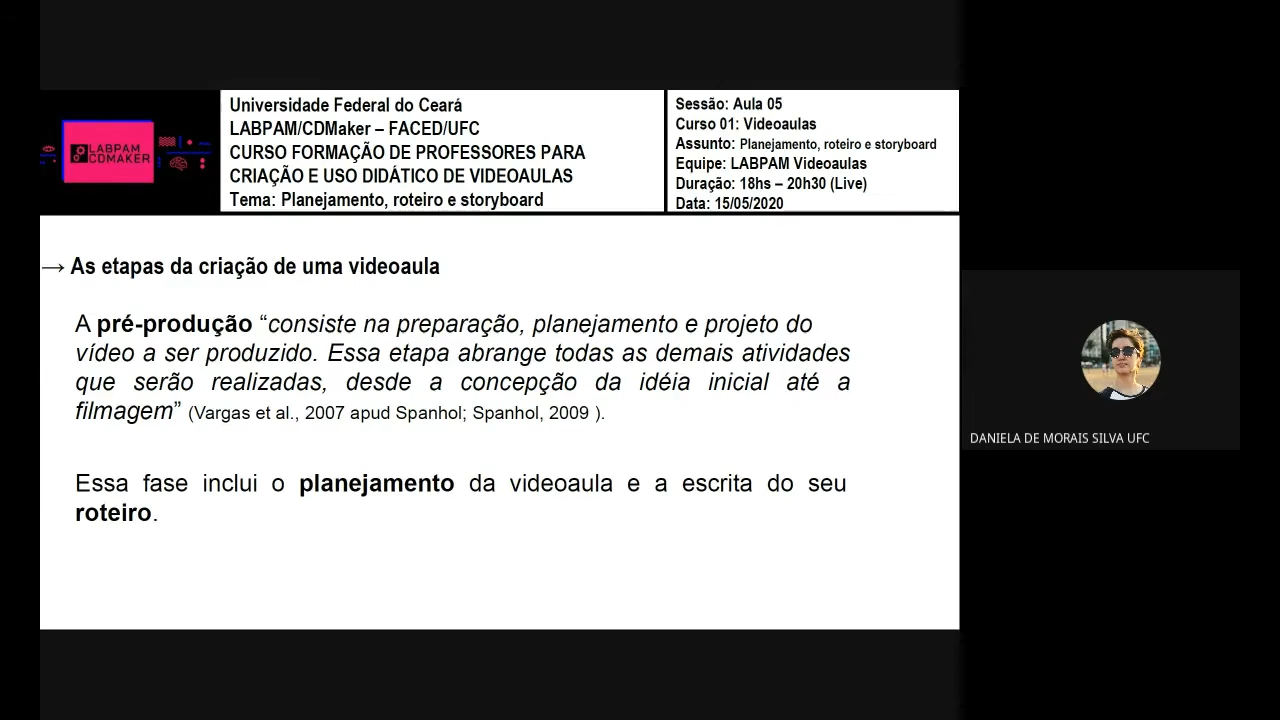 LABPAM
CDMAKER
Universidade Federal do Ceará
LABPAM/CDMaker – FACED/UFC
CURSO FORMAÇÃO DE PROFESSORES PARA
CRIAÇÃO E USO DIDÁTICO DE VIDEOAULAS
Tema: Planejamento, roteiro e storyboard
Sessão: Aula 05
Curso 01: Videoaulas
Assunto: Planejamento, roteiro e storyboard
Equipe: LABPAM Videoaulas
Duração: 18hs – 20h30 (Live)
Data: 15/05/2020
→ As etapas da criação de uma videoaula
A pré-produção “consiste na preparação, planejamento e projeto do
vídeo a ser produzido. Essa etapa abrange todas as demais atividades
que serão realizadas, desde a concepção da idéia inicial até a
filmagem” (Vargas et al., 2007 apud Spanhol; Spanhol, 2009 ).
Essa fase inclui o planejamento da videoaula e a escrita do seu
roteiro.
DANIELA DE MORAIS SILVA UFC